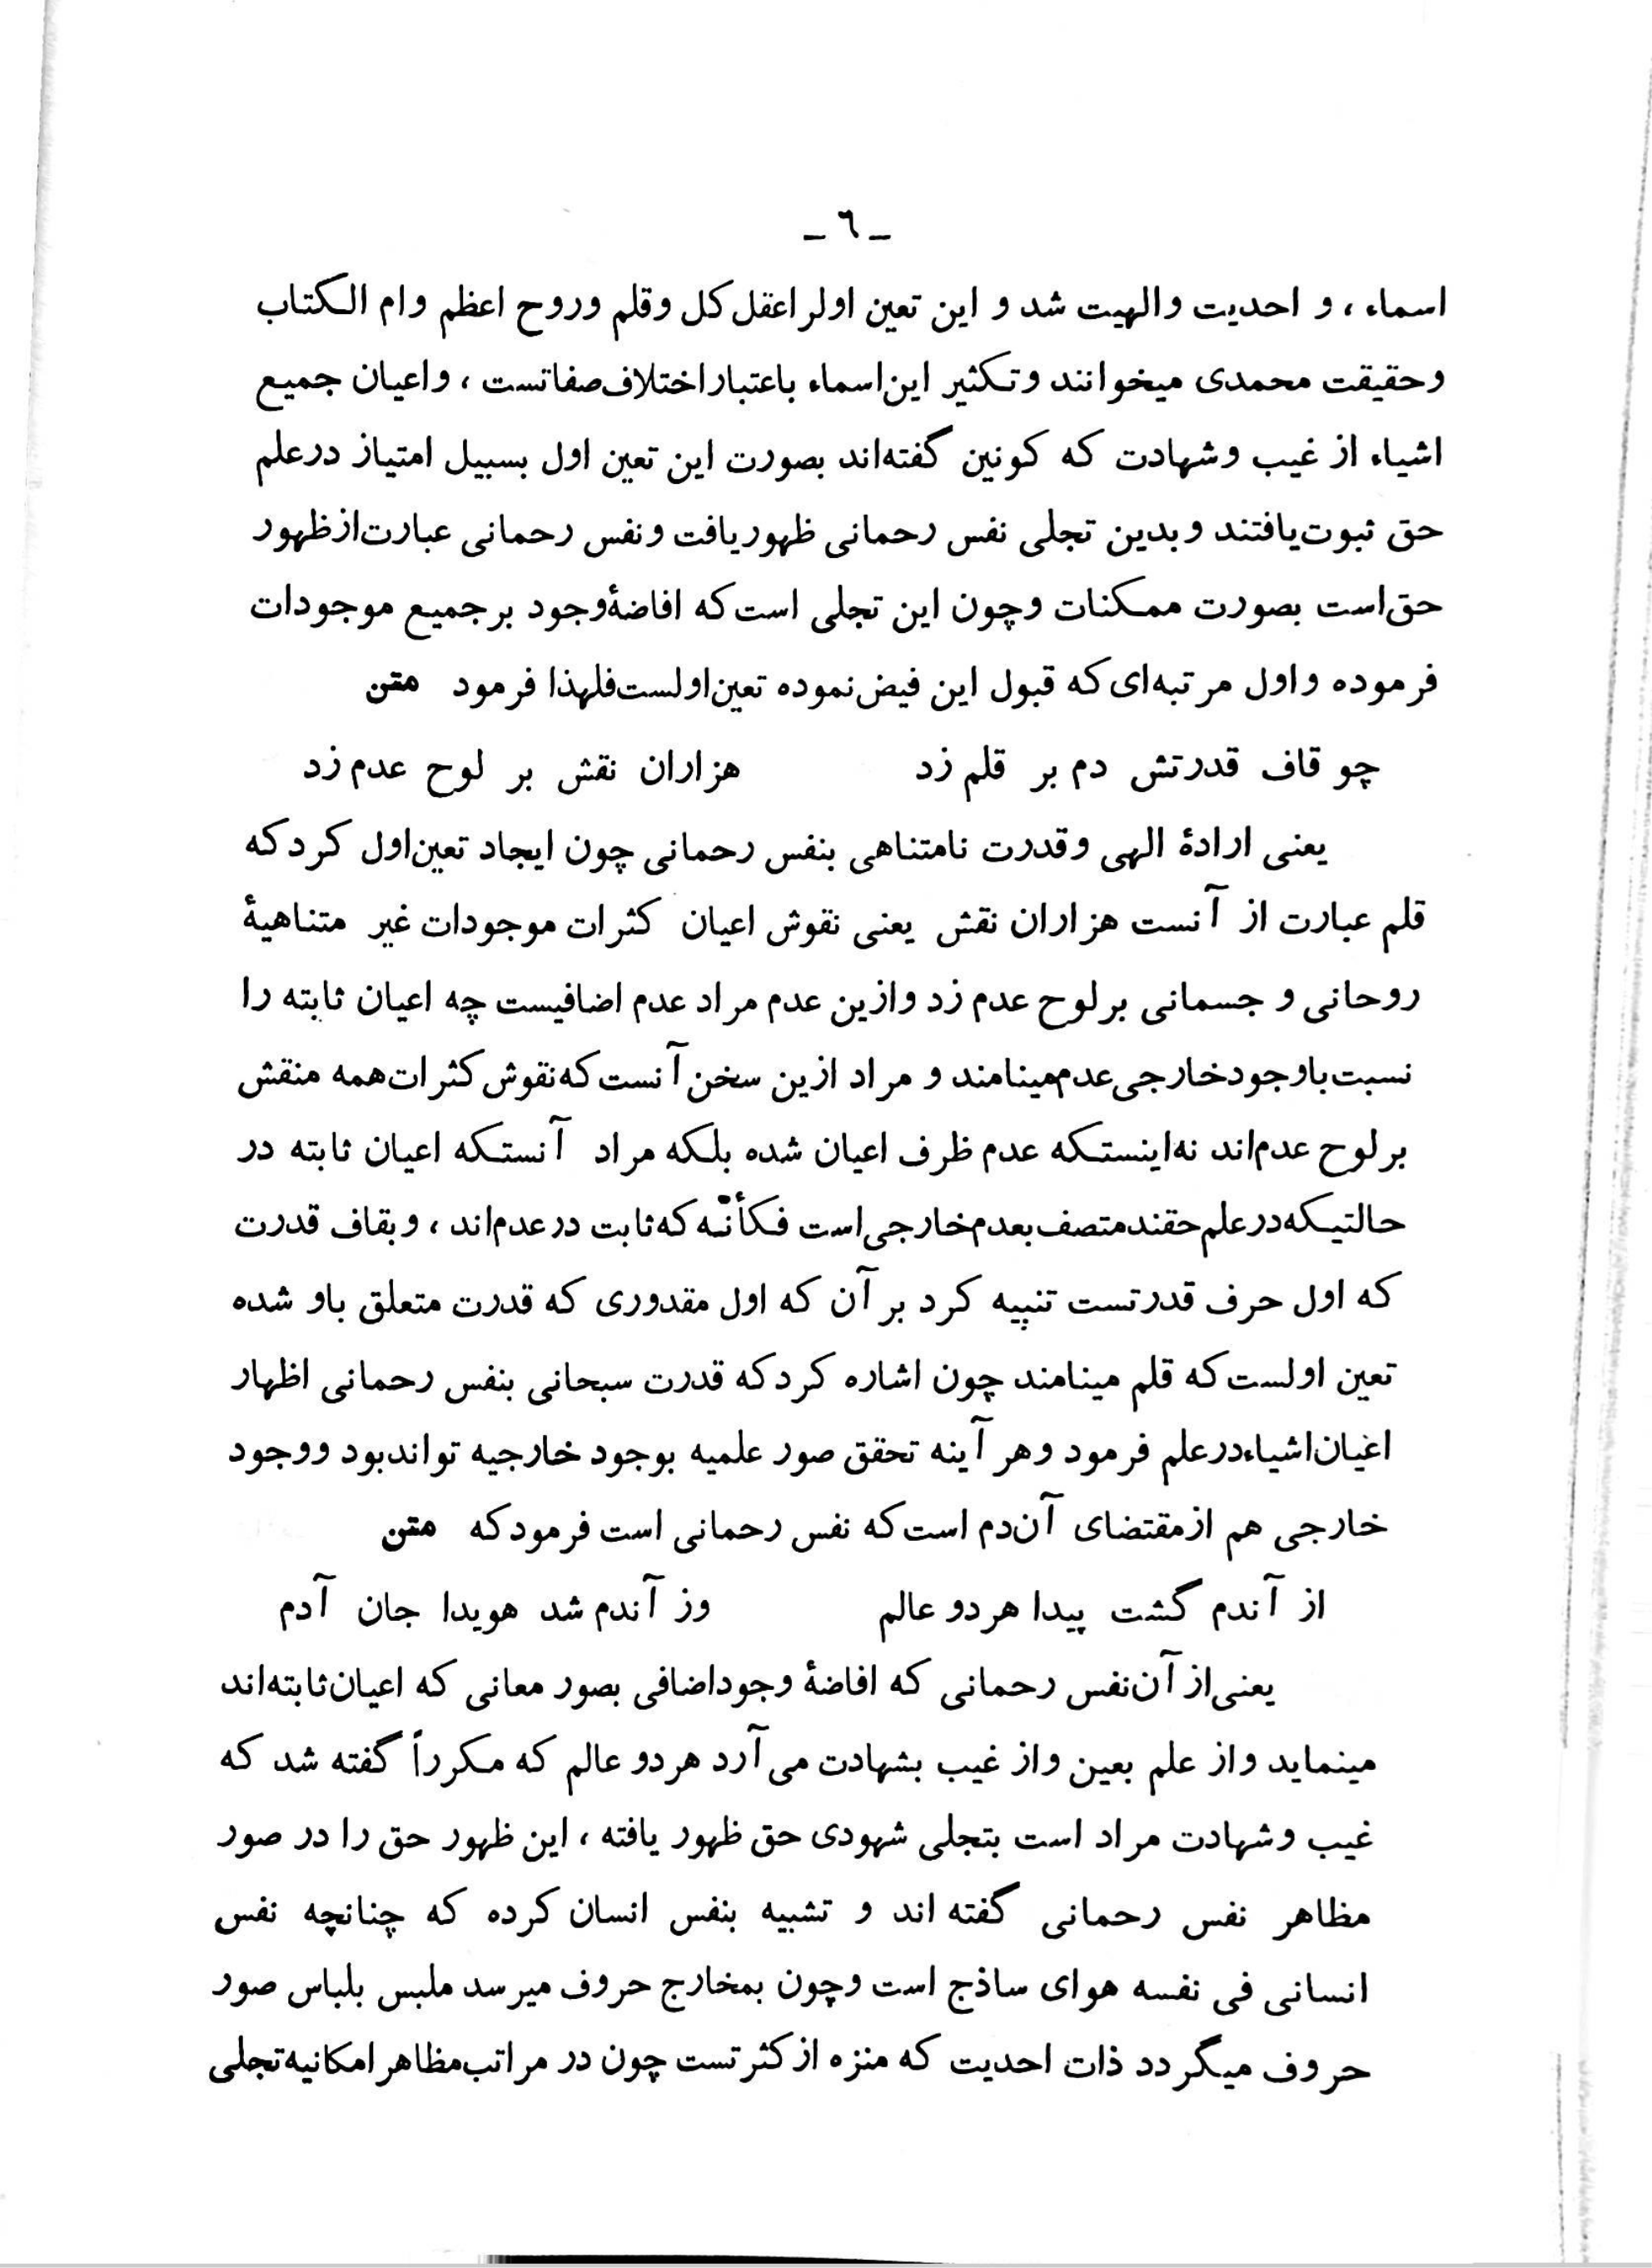 ـ ٦ ـ
اسماء ، و احدیت والهیت شد و این تعین اولرا عقل کل وقلم وروح اعظم وام الکتاب
وحقیقت محمدی میخوانند وتکثیر این اسماء باعتبار اختلاف صفاتست ، واعیان جمیع
اشیاء از غیب وشهادت که کونین گفته‌اند بصورت این تعین اول بسبیل امتیاز درعلم
حق ثبوت یافتند وبدین تجلی نفس رحمانی ظهور یافت ونفس رحمانی عبارت از ظهور
حق است بصورت ممکنات وچون این تجلی است که افاضهٔ وجود برجمیع موجودات
فرموده واول مرتبه‌ای که قبول این فیض نموده تعین اولست فلهذا فرمود متن
چو قاف قدرتش دم بر قلم زد هزاران نقش بر لوح عدم زد
یعنی ارادهٔ الهی وقدرت نامتناهی بنفس رحمانی چون ایجاد تعین اول کرد که
قلم عبارت از آنست هزاران نقش یعنی نقوش اعیان کثرات موجودات غیر متناهیهٔ
روحانی و جسمانی برلوح عدم زد وازین عدم مراد عدم اضافیست چه اعیان ثابته را
نسبت باوجود خارجی عدم مینامند و مراد ازین سخن آنست که نقوش کثرات همه منقش
برلوح عدم‌اند نه اینستکه عدم ظرف اعیان شده بلکه مراد آنستکه اعیان ثابته در
حالتیکه درعلم حقند متصف بعدم خارجی است فکأنّه که ثابت درعدم‌اند ، وبقاف قدرت
که اول حرف قدرتست تنبیه کرد بر آن که اول مقدوری که قدرت متعلق باو شده
تعین اولست که قلم مینامند چون اشاره کرد که قدرت سبحانی بنفس رحمانی اظهار
اغیان اشیاء درعلم فرمود وهر آینه تحقق صور علمیه بوجود خارجیه تواند بود ووجود
خارجی هم ازمقتضای آن دم است که نفس رحمانی است فرمود که متن
از آندم گشت پیدا هردو عالم وز آندم شد هویدا جان آدم
یعنی از آن نفس رحمانی که افاضهٔ وجود اضافی بصور معانی که اعیان ثابته‌اند
مینماید واز علم بعین واز غیب بشهادت می‌آرد هردو عالم که مکرراً گفته شد که
غیب وشهادت مراد است بتجلی شهودی حق ظهور یافته ، این ظهور حق را در صور
مظاهر نفس رحمانی گفته اند و تشبیه بنفس انسان کرده که چنانچه نفس
انسانی فی نفسه هوای ساذج است وچون بمخارج حروف میرسد ملبس بلباس صور
حروف میگردد ذات احدیت که منزه از کثرتست چون در مراتب مظاهر امکانیه تجلی